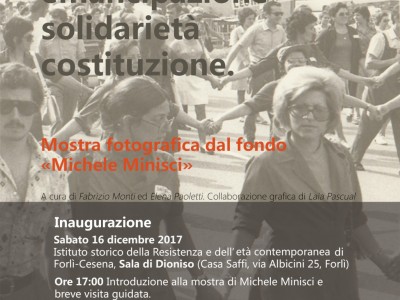 emancipazione
solidarietà
costituzione.
Mostra fotografica dal fondo
«Michele Minisci»
A cura di Fabrizio Monti ed Elena Paoletti. Collaborazione grafica di Lala Pascual
Inaugurazione
Sabato 16 dicembre 2017
Istituto storico della Resistenza e dell'età contemporanea di
Forlì-Cesena, Sala di Dioniso (Casa Saffi, via Albicini 25, Forlì)
Ore 17:00 Introduzione alla mostra di Michele Minisci e
breve visita guidata.